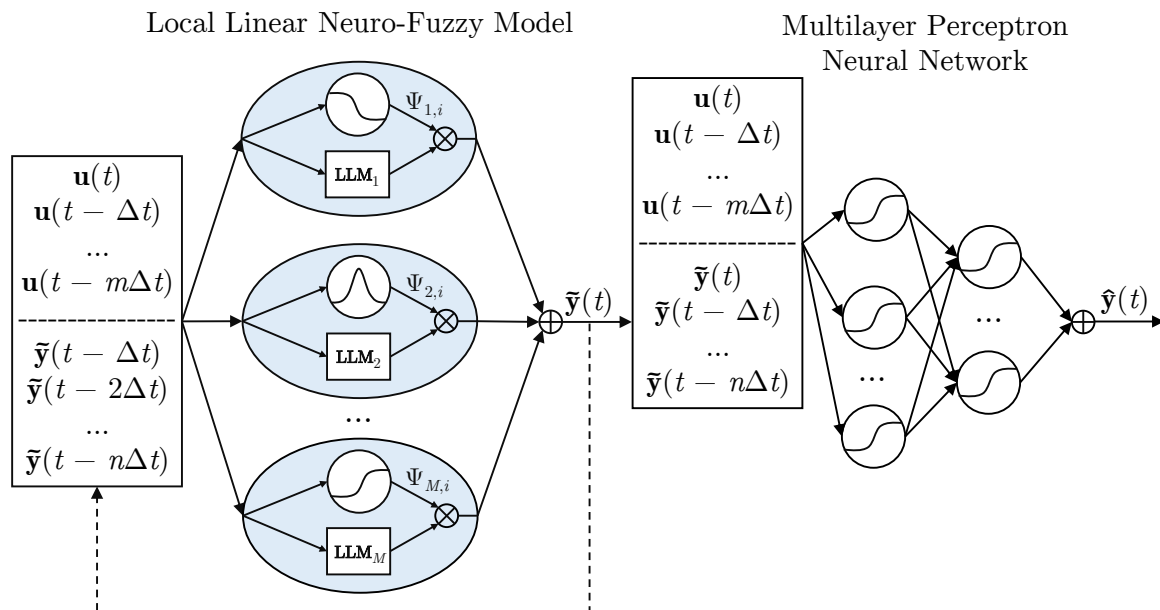 Local Linear Neuro-Fuzzy Model
Multilayer Perceptron
Neural Network
u(t)
u(t − Δt)
...
u(t − mΔt)
ỹ(t − Δt)
ỹ(t − 2Δt)
...
ỹ(t − nΔt)
Ψ1,i
LLM1
Ψ2,i
LLM2
...
ΨM,i
LLMM
ỹ(t)
u(t)
u(t − Δt)
...
u(t − mΔt)
ỹ(t)
ỹ(t − Δt)
...
ỹ(t − nΔt)
...
...
ŷ(t)